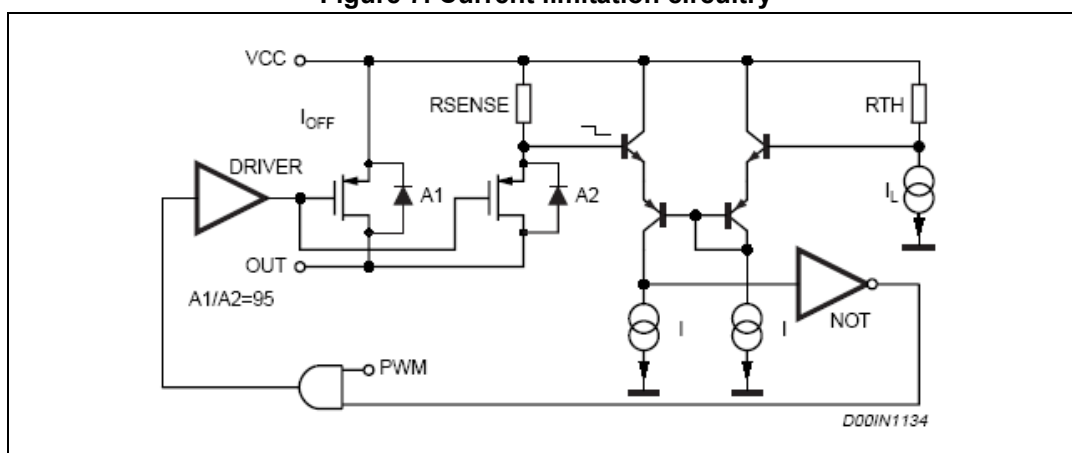 Figure 7. Current limitation circuitry
VCC
RSENSE
RTH
IOFF
DRIVER
A1
A2
IL
OUT
A1/A2=95
I
I
NOT
PWM
D00IN1134